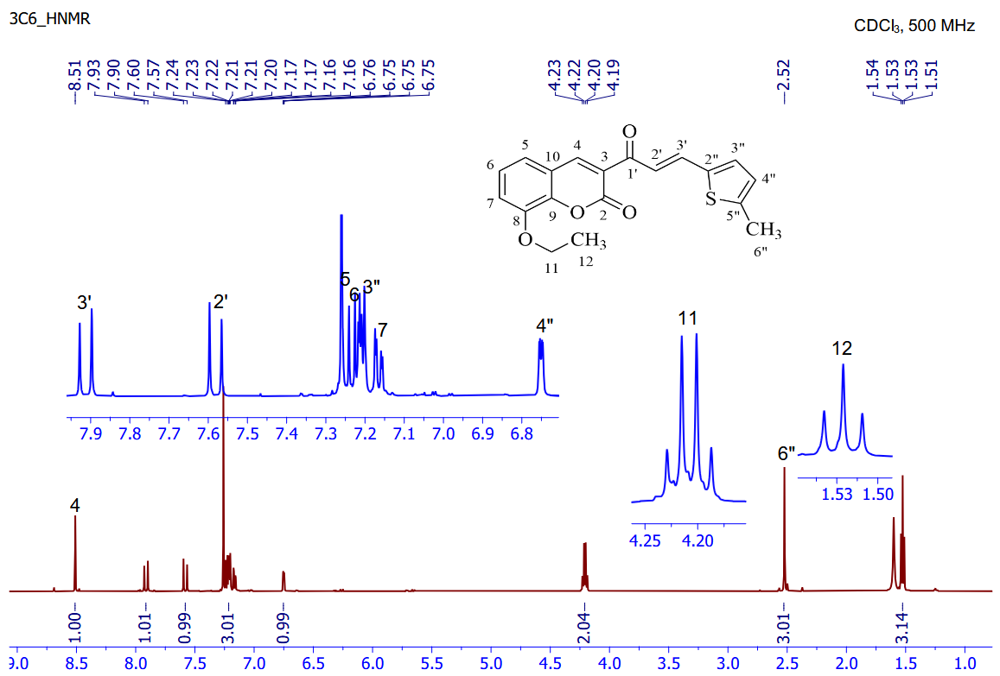 3C6_HNMR
CDCl₃, 500 MHz
8.51 7.93 7.90 7.60 7.57 7.24 7.23 7.22 7.21 7.21 7.20 7.17 7.17 7.16 7.16 6.76 6.75 6.75 6.75 4.23 4.22 4.20 4.19 2.52 1.54 1.53 1.53 1.51
O
5 4 2' 3' 3"
6 10 3 1' 2" 4"
7 9 O 2 O S 5"
8 CH₃
O CH₃ 6"
11 12
5 6 3"
3' 2' 7 4"
11
12
7.9 7.8 7.7 7.6 7.5 7.4 7.3 7.2 7.1 7.0 6.9 6.8
6"
1.53 1.50
4
4.25 4.20
1.00 1.01 0.99 3.01 0.99 2.04 3.01 3.14
9.0 8.5 8.0 7.5 7.0 6.5 6.0 5.5 5.0 4.5 4.0 3.5 3.0 2.5 2.0 1.5 1.0